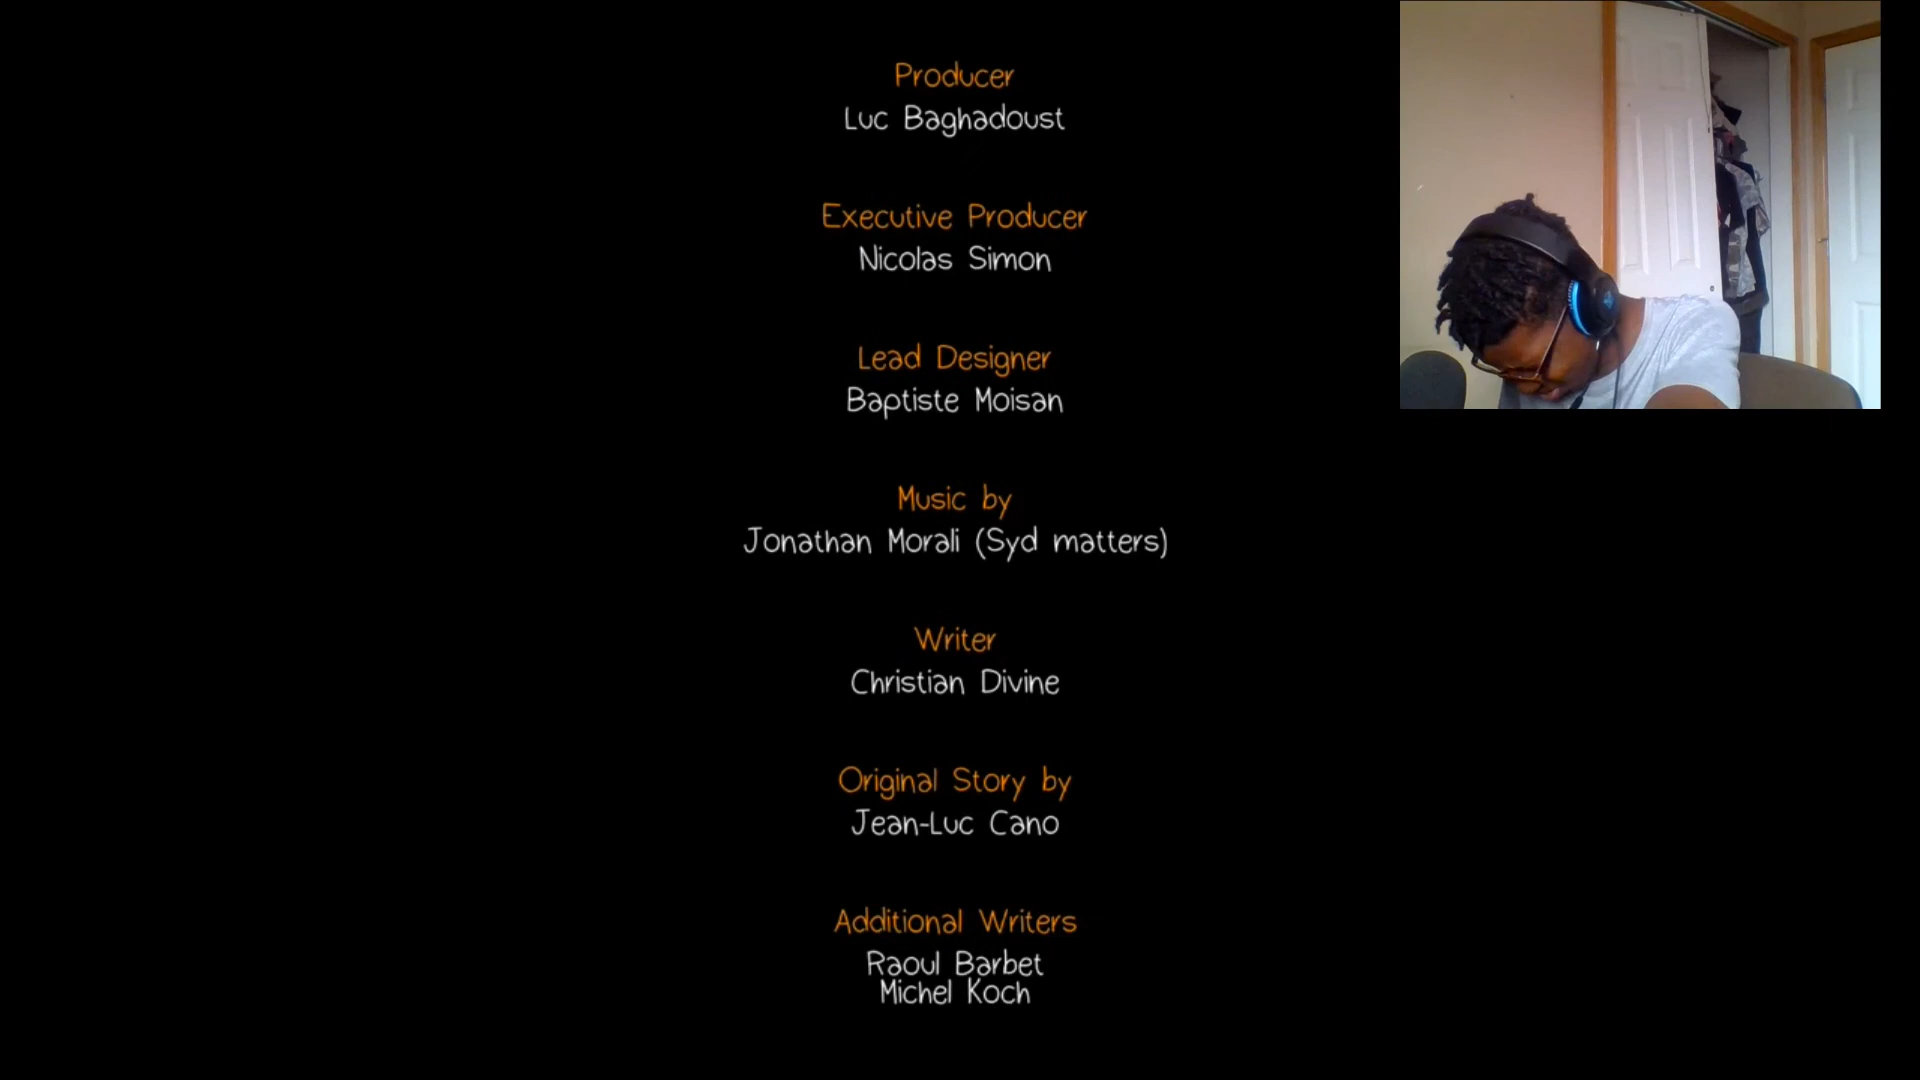 Producer
Luc Baghadoust
Executive Producer
Nicolas Simon
Lead Designer
Baptiste Moisan
Music by
Jonathan Morali (Syd matters)
Writer
Christian Divine
Original Story by
Jean-Luc Cano
Additional Writers
Raoul Barbet
Michel Koch